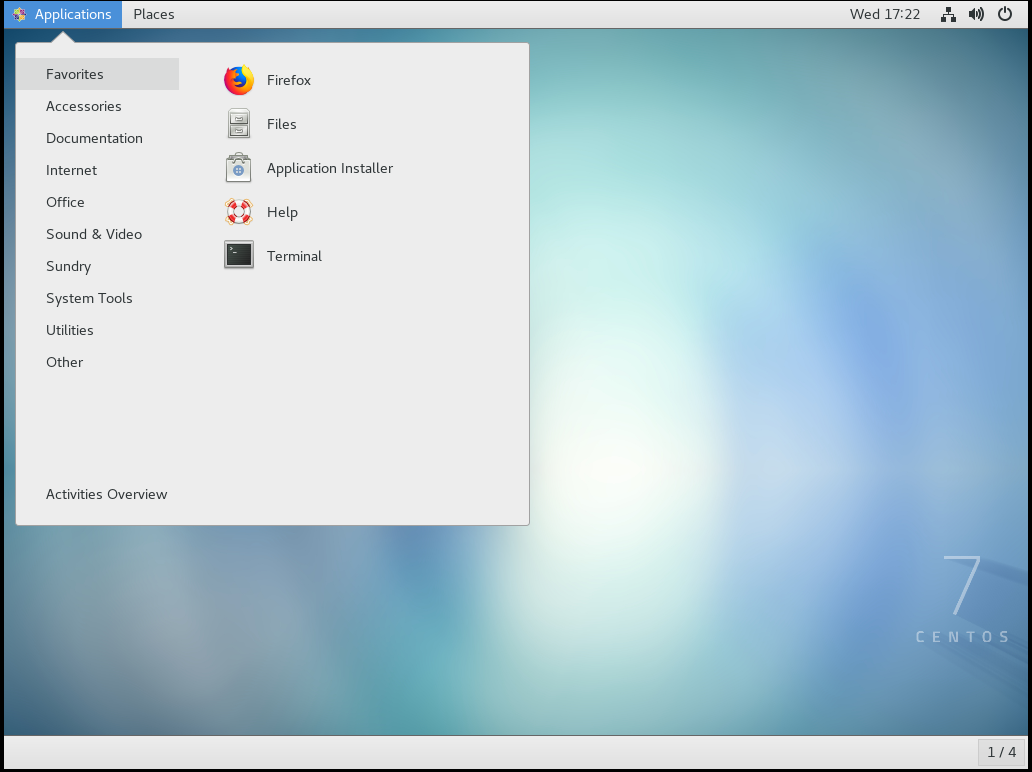 Applications Places Wed 17:22
Favorites
Accessories
Documentation
Internet
Office
Sound & Video
Sundry
System Tools
Utilities
Other
Activities Overview
Firefox
Files
Application Installer
Help
Terminal
7
CENTOS
1 / 4